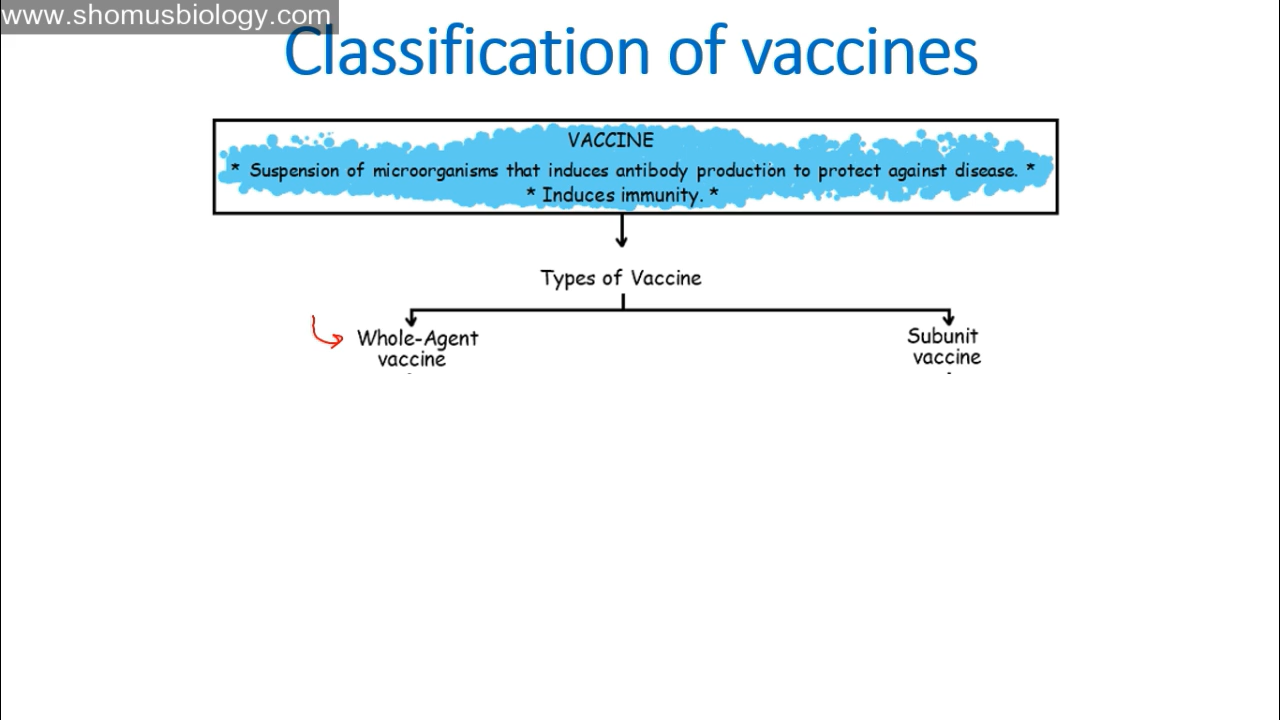 www.shomusbiology.com
Classification of vaccines
VACCINE
* Suspension of microorganisms that induces antibody production to protect against disease. *
* Induces immunity. *
Types of Vaccine
Whole-Agent
vaccine
Subunit
vaccine